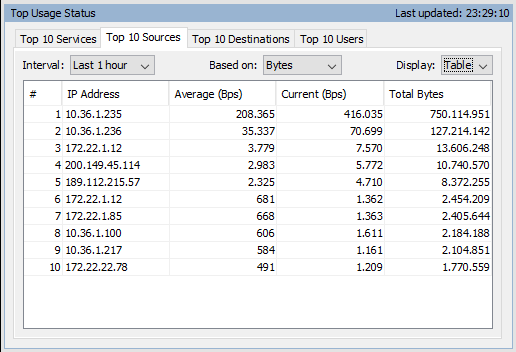 Top Usage Status Last updated: 23:29:10
Top 10 Services Top 10 Sources Top 10 Destinations Top 10 Users
Interval: Last 1 hour Based on: Bytes Display: Table
# IP Address Average (Bps) Current (Bps) Total Bytes
1 10.36.1.235 208.365 416.035 750.114.951
2 10.36.1.236 35.337 70.699 127.214.142
3 172.22.1.12 3.779 7.570 13.606.248
4 200.149.45.114 2.983 5.772 10.740.570
5 189.112.215.57 2.325 4.710 8.372.255
6 172.22.1.12 681 1.362 2.454.209
7 172.22.1.85 668 1.363 2.405.644
8 10.36.1.100 606 1.611 2.184.188
9 10.36.1.217 584 1.161 2.104.851
10 172.22.22.78 491 1.209 1.770.559